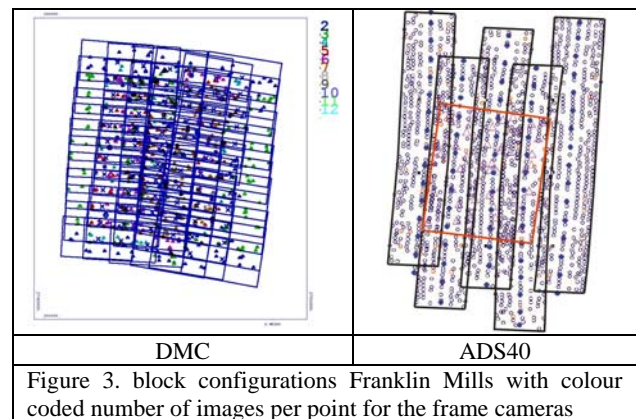 2
3
4
5
6
7
8
9
10
11
12
DMC
ADS40
Figure 3. block configurations Franklin Mills with colour
coded number of images per point for the frame cameras